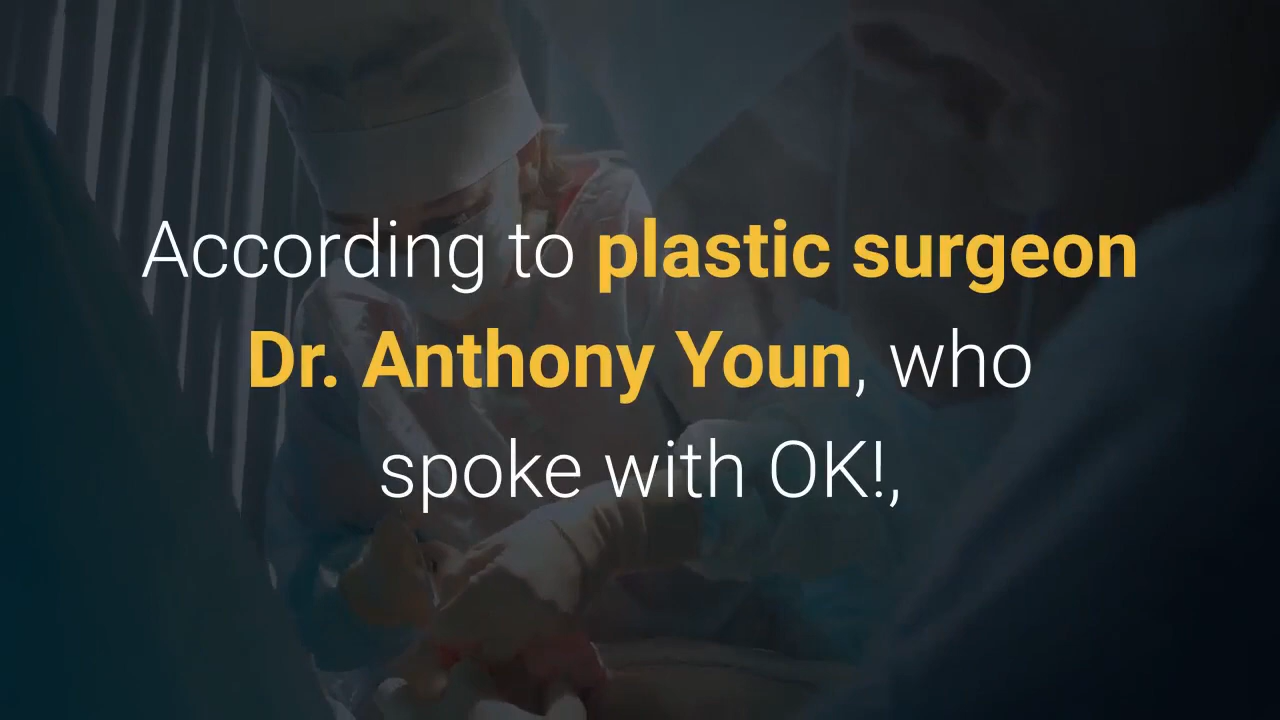 According to plastic surgeon
Dr. Anthony Youn, who
spoke with OK!,